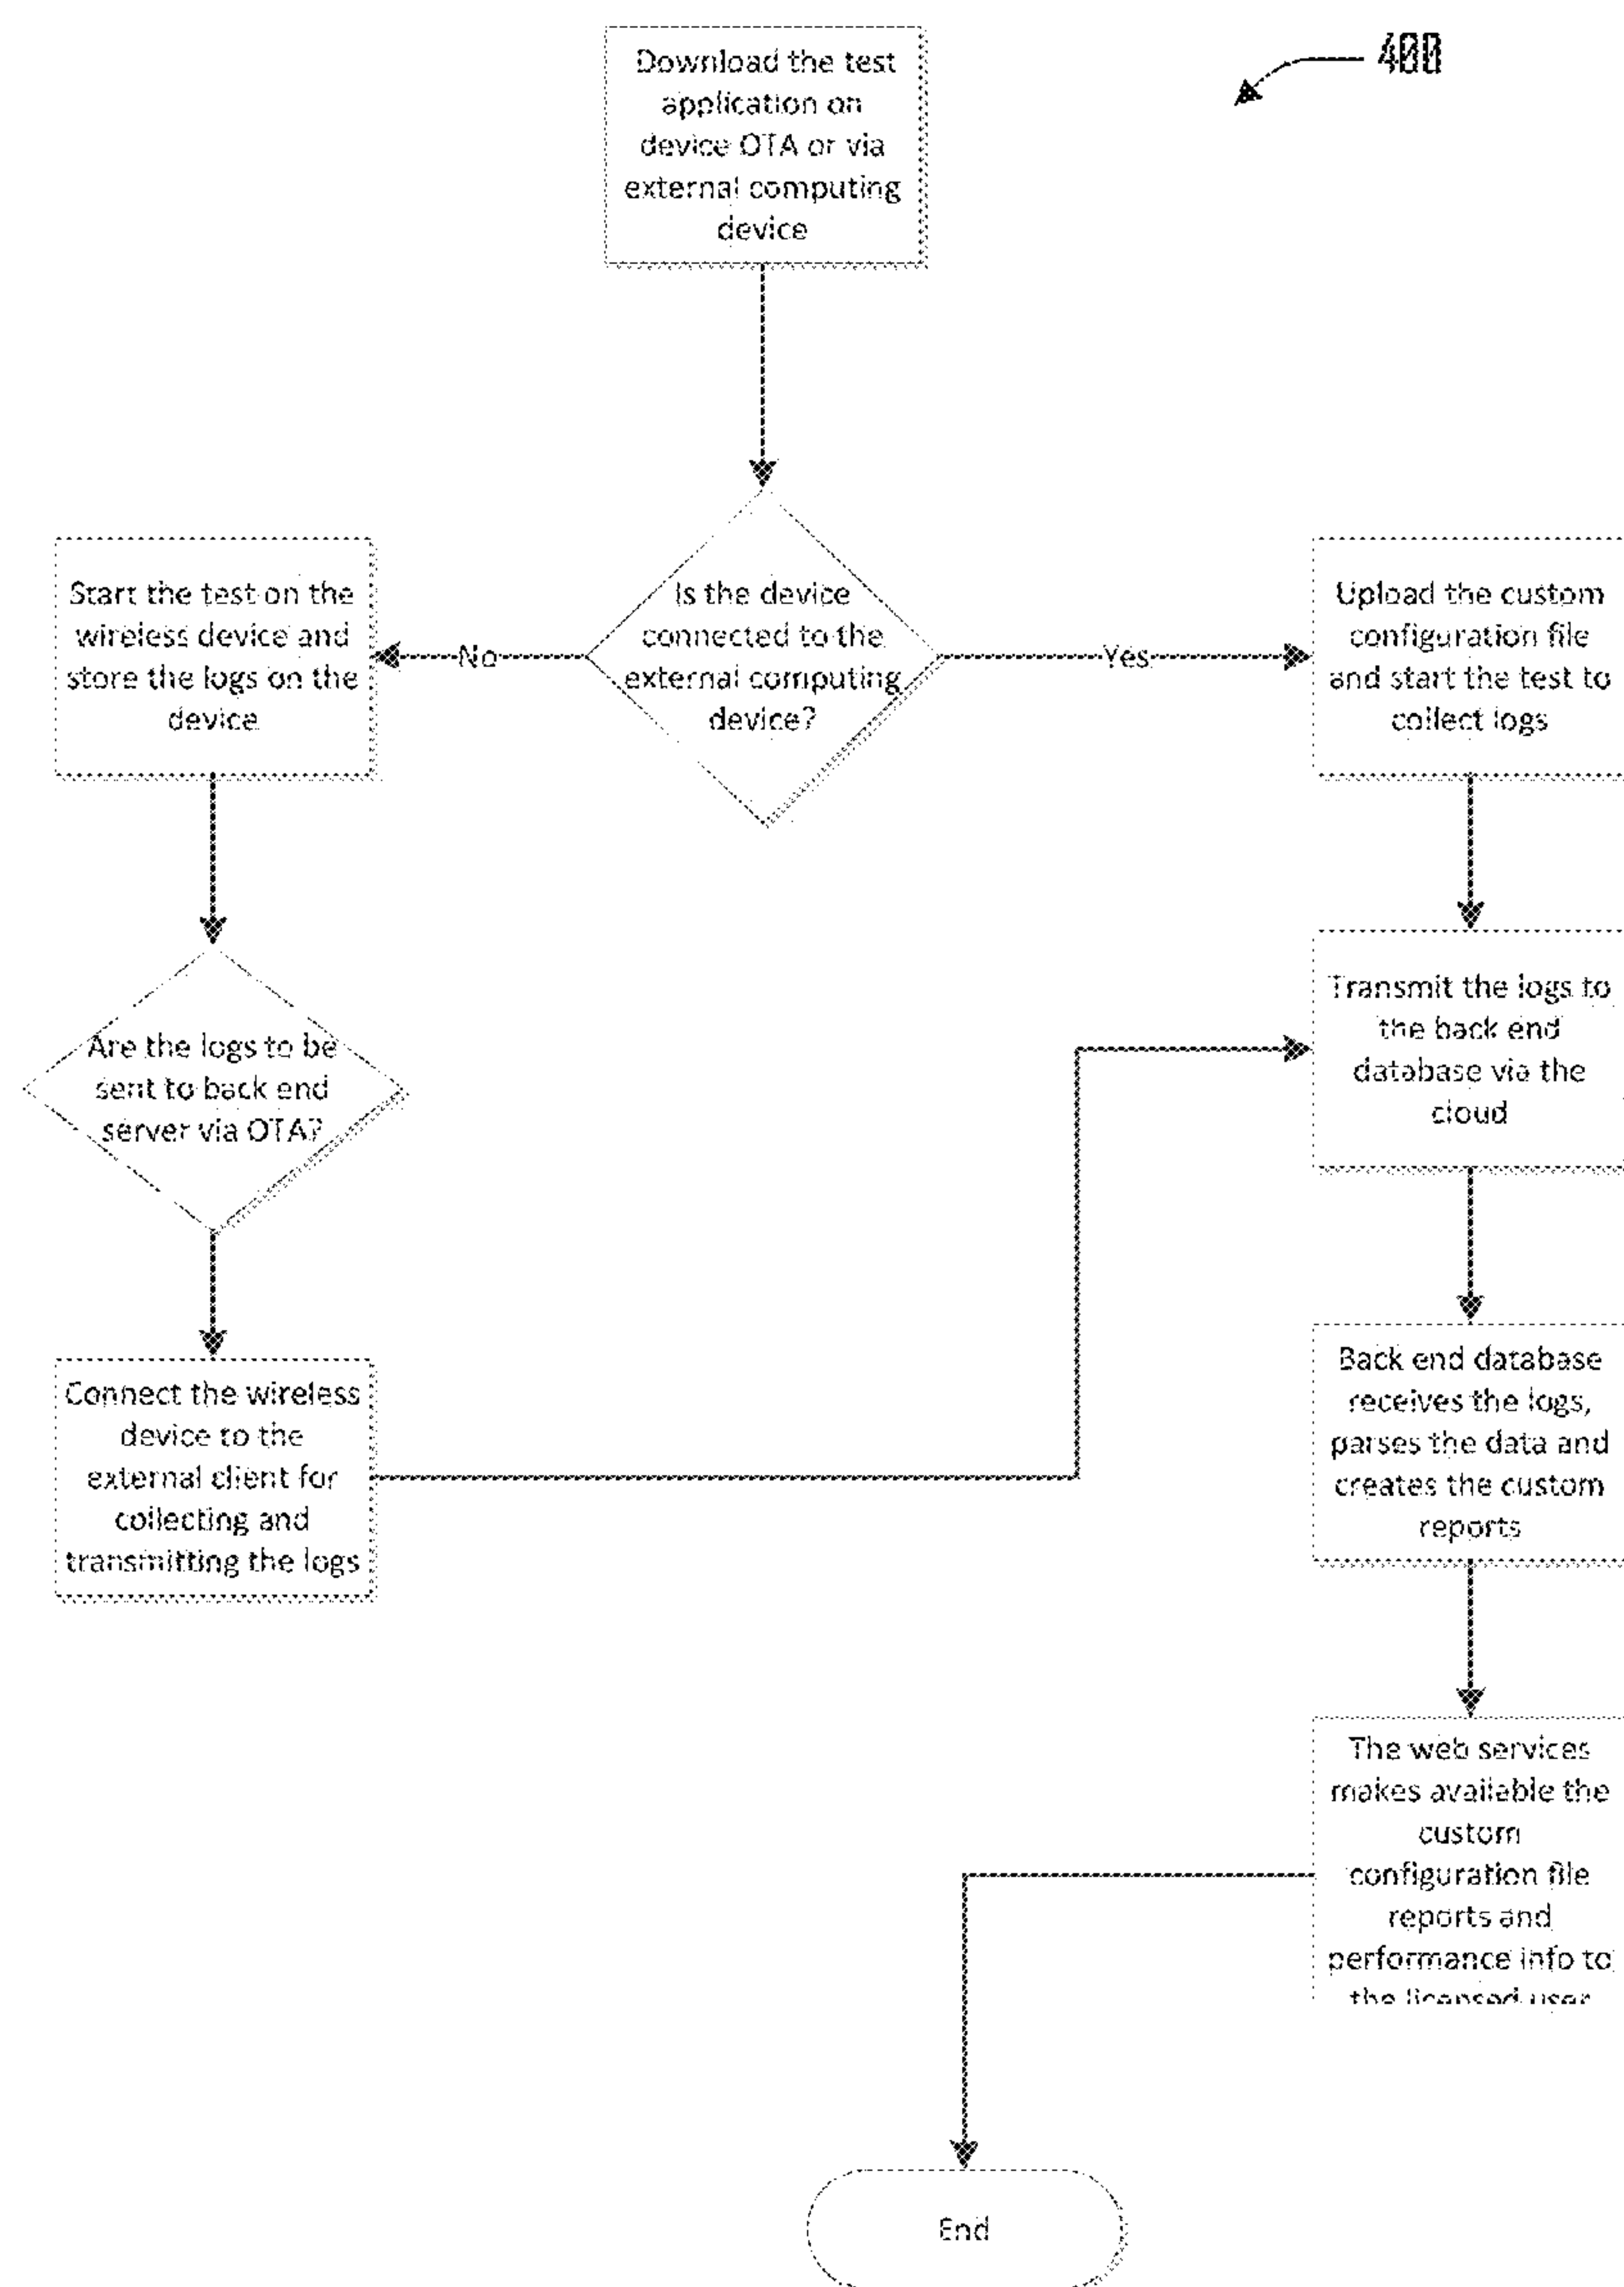 400
Download the test
application on
device OTA or via
external computing
device
Is the device
connected to the
external computing
device?
No
Yes
Start the test on the
wireless device and
store the logs on the
device
Upload the custom
configuration file
and start the test to
collect logs
Are the logs to be
sent to back end
server via OTA?
Transmit the logs to
the back end
database via the
cloud
Connect the wireless
device to the
external client for
collecting and
transmitting the logs
Back end database
receives the logs,
parses the data and
creates the custom
reports
The web services
makes available the
custom
configuration file
reports and
performance info to
the licensed user
End